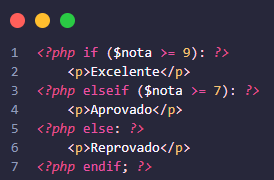 1 <?php if ($nota >= 9): ?>
2     <p>Excelente</p>
3 <?php elseif ($nota >= 7): ?>
4     <p>Aprovado</p>
5 <?php else: ?>
6     <p>Reprovado</p>
7 <?php endif; ?>